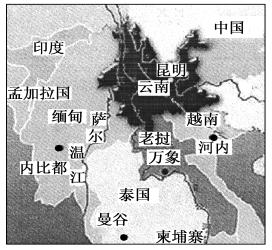 中国
印度
昆明
云南
孟加拉国
缅甸
萨
尔
温
江
越南
河内
老挝
万象
内比都
泰国
曼谷
柬埔寨